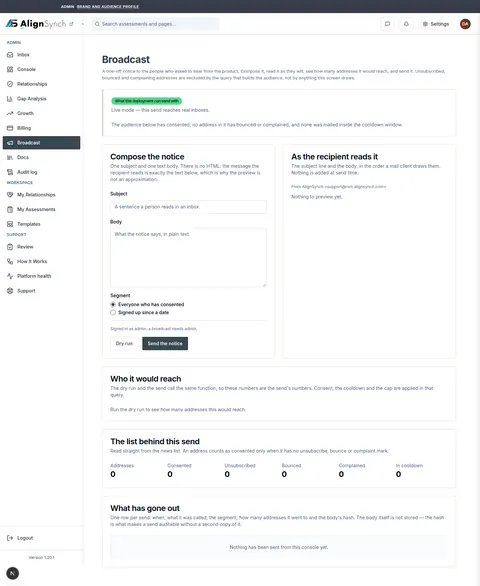 ADMIN BRAND AND AUDIENCE PROFILE
AlignSynch
Search assessments and pages...
Settings
DA
ADMIN
Inbox
Console
Relationships
Gap Analysis
Growth
Billing
Broadcast
Docs
Audit log
WORKSPACE
My Relationships
My Assessments
Templates
SUPPORT
Review
How It Works
Platform health
Support
Logout
Version 1.20.1
N
Broadcast
A one-off notice to the people who asked to hear from the product. Compose it, read it as they will, see how many addresses it would reach, and send it. Unsubscribed,
bounced and complaining addresses are excluded by the query that builds the audience, not by anything this screen draws.
What this deployment can send with
Live mode — this send reaches real inboxes.
The audience below has consented, no address in it has bounced or complained, and none was mailed inside the cooldown window.
Compose the notice
One subject and one text body. There is no HTML: the message
the recipient reads is exactly the text below, which is why the preview is
not an approximation.
Subject
A sentence a person reads in an inbox.
Body
What the notice says, in plain text.
Segment
Everyone who has consented
Signed up since a date
Signed in as admin; a broadcast needs admin.
Dry run
Send the notice
As the recipient reads it
The subject line and the body, in the order a mail client draws them.
Nothing is added at send time.
Nothing to preview yet.
Who it would reach
The dry run and the send call the same function, so these numbers are the send's numbers. Consent, the cooldown and the cap are applied in that
query.
Run the dry run to see how many addresses this would reach.
The list behind this send
Read straight from the news list. An address counts as consented only when it has no unsubscribe, bounce or complaint mark.
Addresses Consented Unsubscribed Bounced Complained In cooldown
0 0 0 0 0 0
What has gone out
One row per send: when, what it was called, the segment, how many addresses it went to and the body's hash. The body itself is not stored — the hash
is what makes a send auditable without a second copy of it.
Nothing has been sent from this console yet.